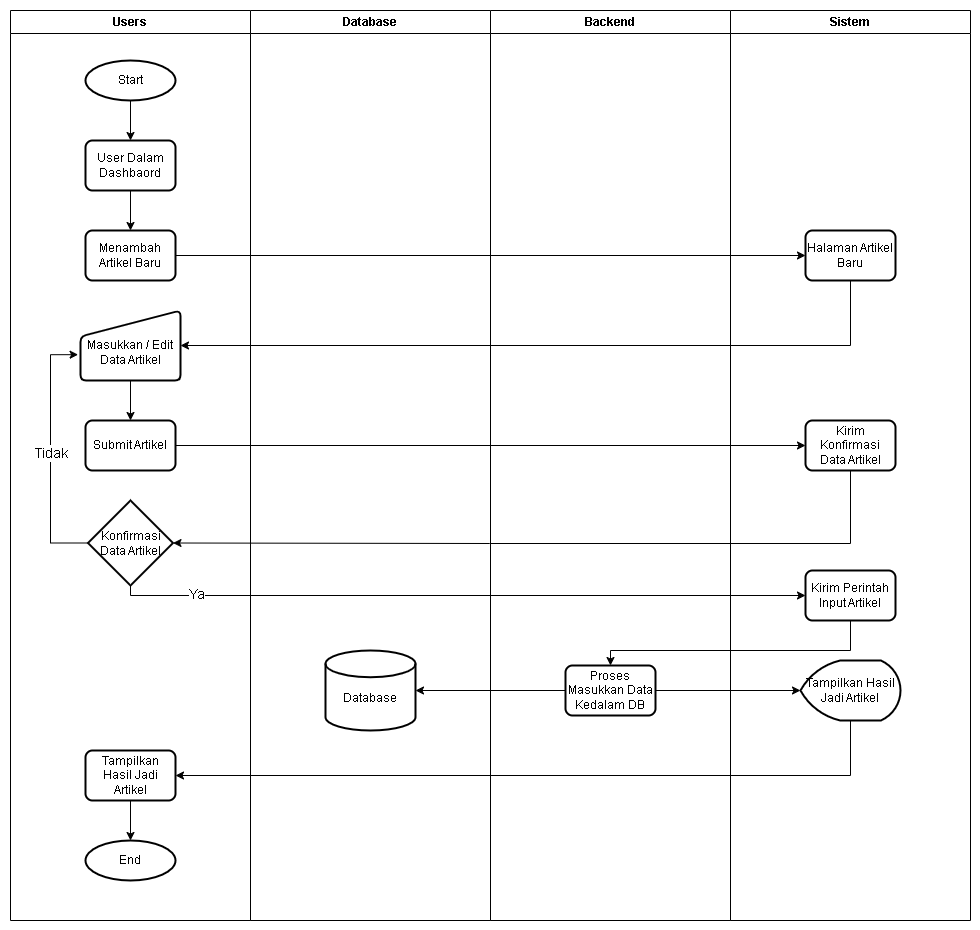 Users
Database
Backend
Sistem
Start
User Dalam
Dashbaord
Menambah
Artikel Baru
Halaman Artikel
Baru
Masukkan / Edit
Data Artikel
Submit Artikel
Kirim
Konfirmasi
Data Artikel
Tidak
Konfirmasi
Data Artikel
Ya
Kirim Perintah
Input Artikel
Database
Proses
Masukkan Data
Kedalam DB
Tampilkan Hasil
Jadi Artikel
Tampilkan
Hasil Jadi
Artikel
End